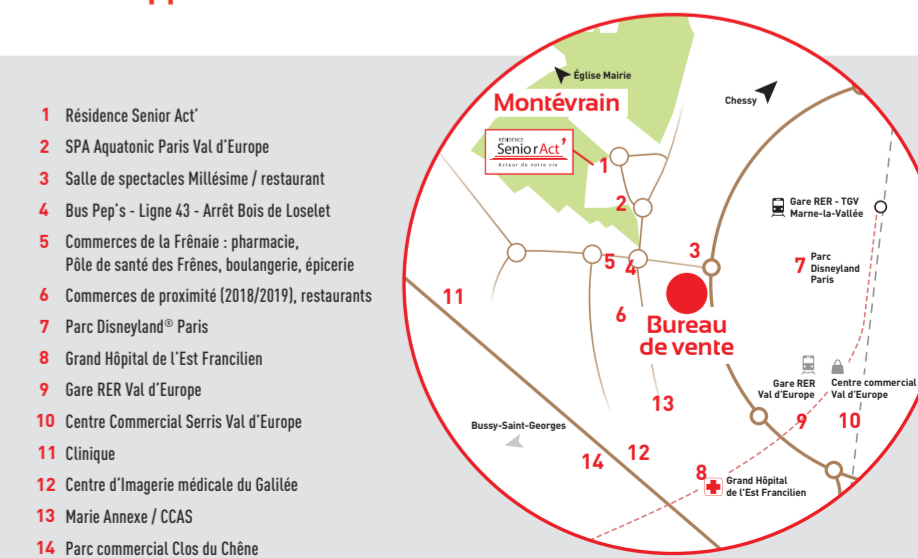 1 Résidence Senior Act'
2 SPA Aquatonic Paris Val d'Europe
3 Salle de spectacles Millésime / restaurant
4 Bus Pep's - Ligne 43 - Arrêt Bois de Loselet
5 Commerces de la Frênaie : pharmacie,
Pôle de santé des Frênes, boulangerie, épicerie
6 Commerces de proximité (2018/2019), restaurants
7 Parc Disneyland® Paris
8 Grand Hôpital de l'Est Francilien
9 Gare RER Val d'Europe
10 Centre Commercial Serris Val d'Europe
11 Clinique
12 Centre d'Imagerie médicale du Galilée
13 Marie Annexe / CCAS
14 Parc commercial Clos du Chêne
Église Mairie
Montévrain
Chessy
RÉSIDENCE
Senior Act'
Acteur de votre vie
1
2
Gare RER - TGV
Marne-la-Vallée
3
5
4
7
Parc
Disneyland
Paris
11
6
Bureau
de vente
Gare RER
Val d'Europe
Centre commercial
Val d'Europe
13
9
10
Bussy-Saint-Georges
14
12
8
Grand Hôpital
de l'Est Francilien